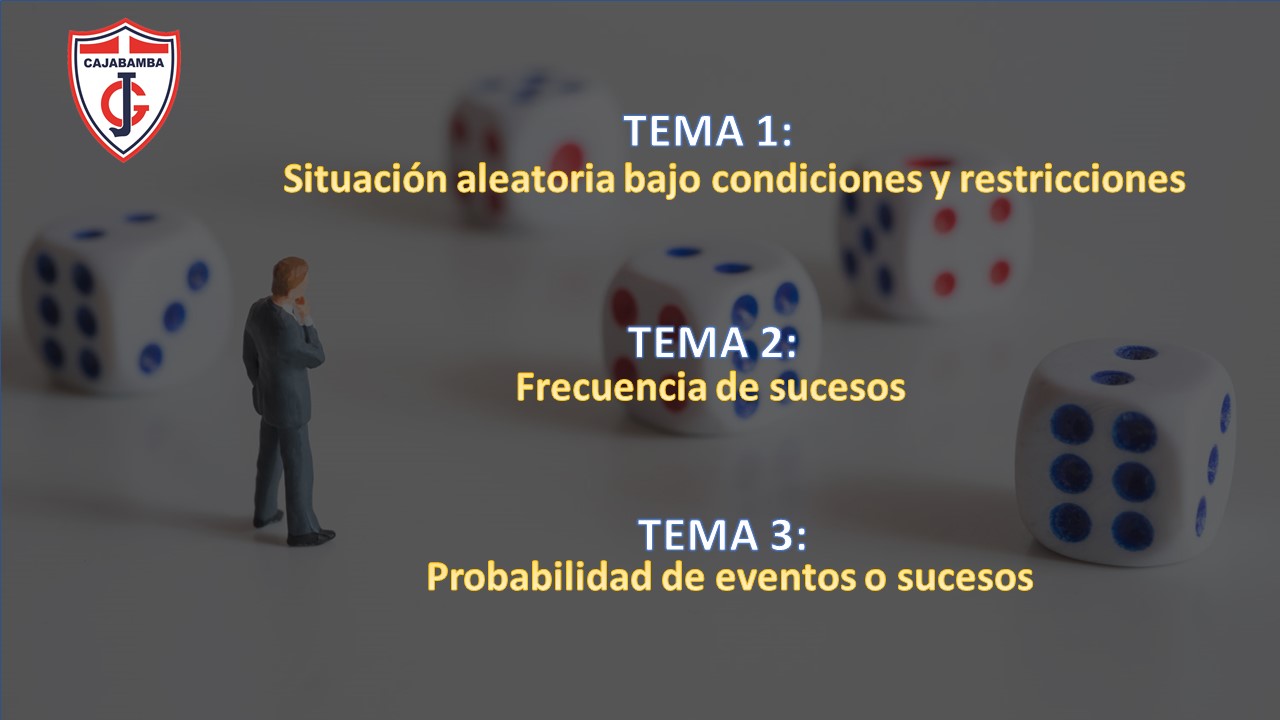 CAJABAMBA
JG
TEMA 1:
Situación aleatoria bajo condiciones y restricciones
TEMA 2:
Frecuencia de sucesos
TEMA 3:
Probabilidad de eventos o sucesos